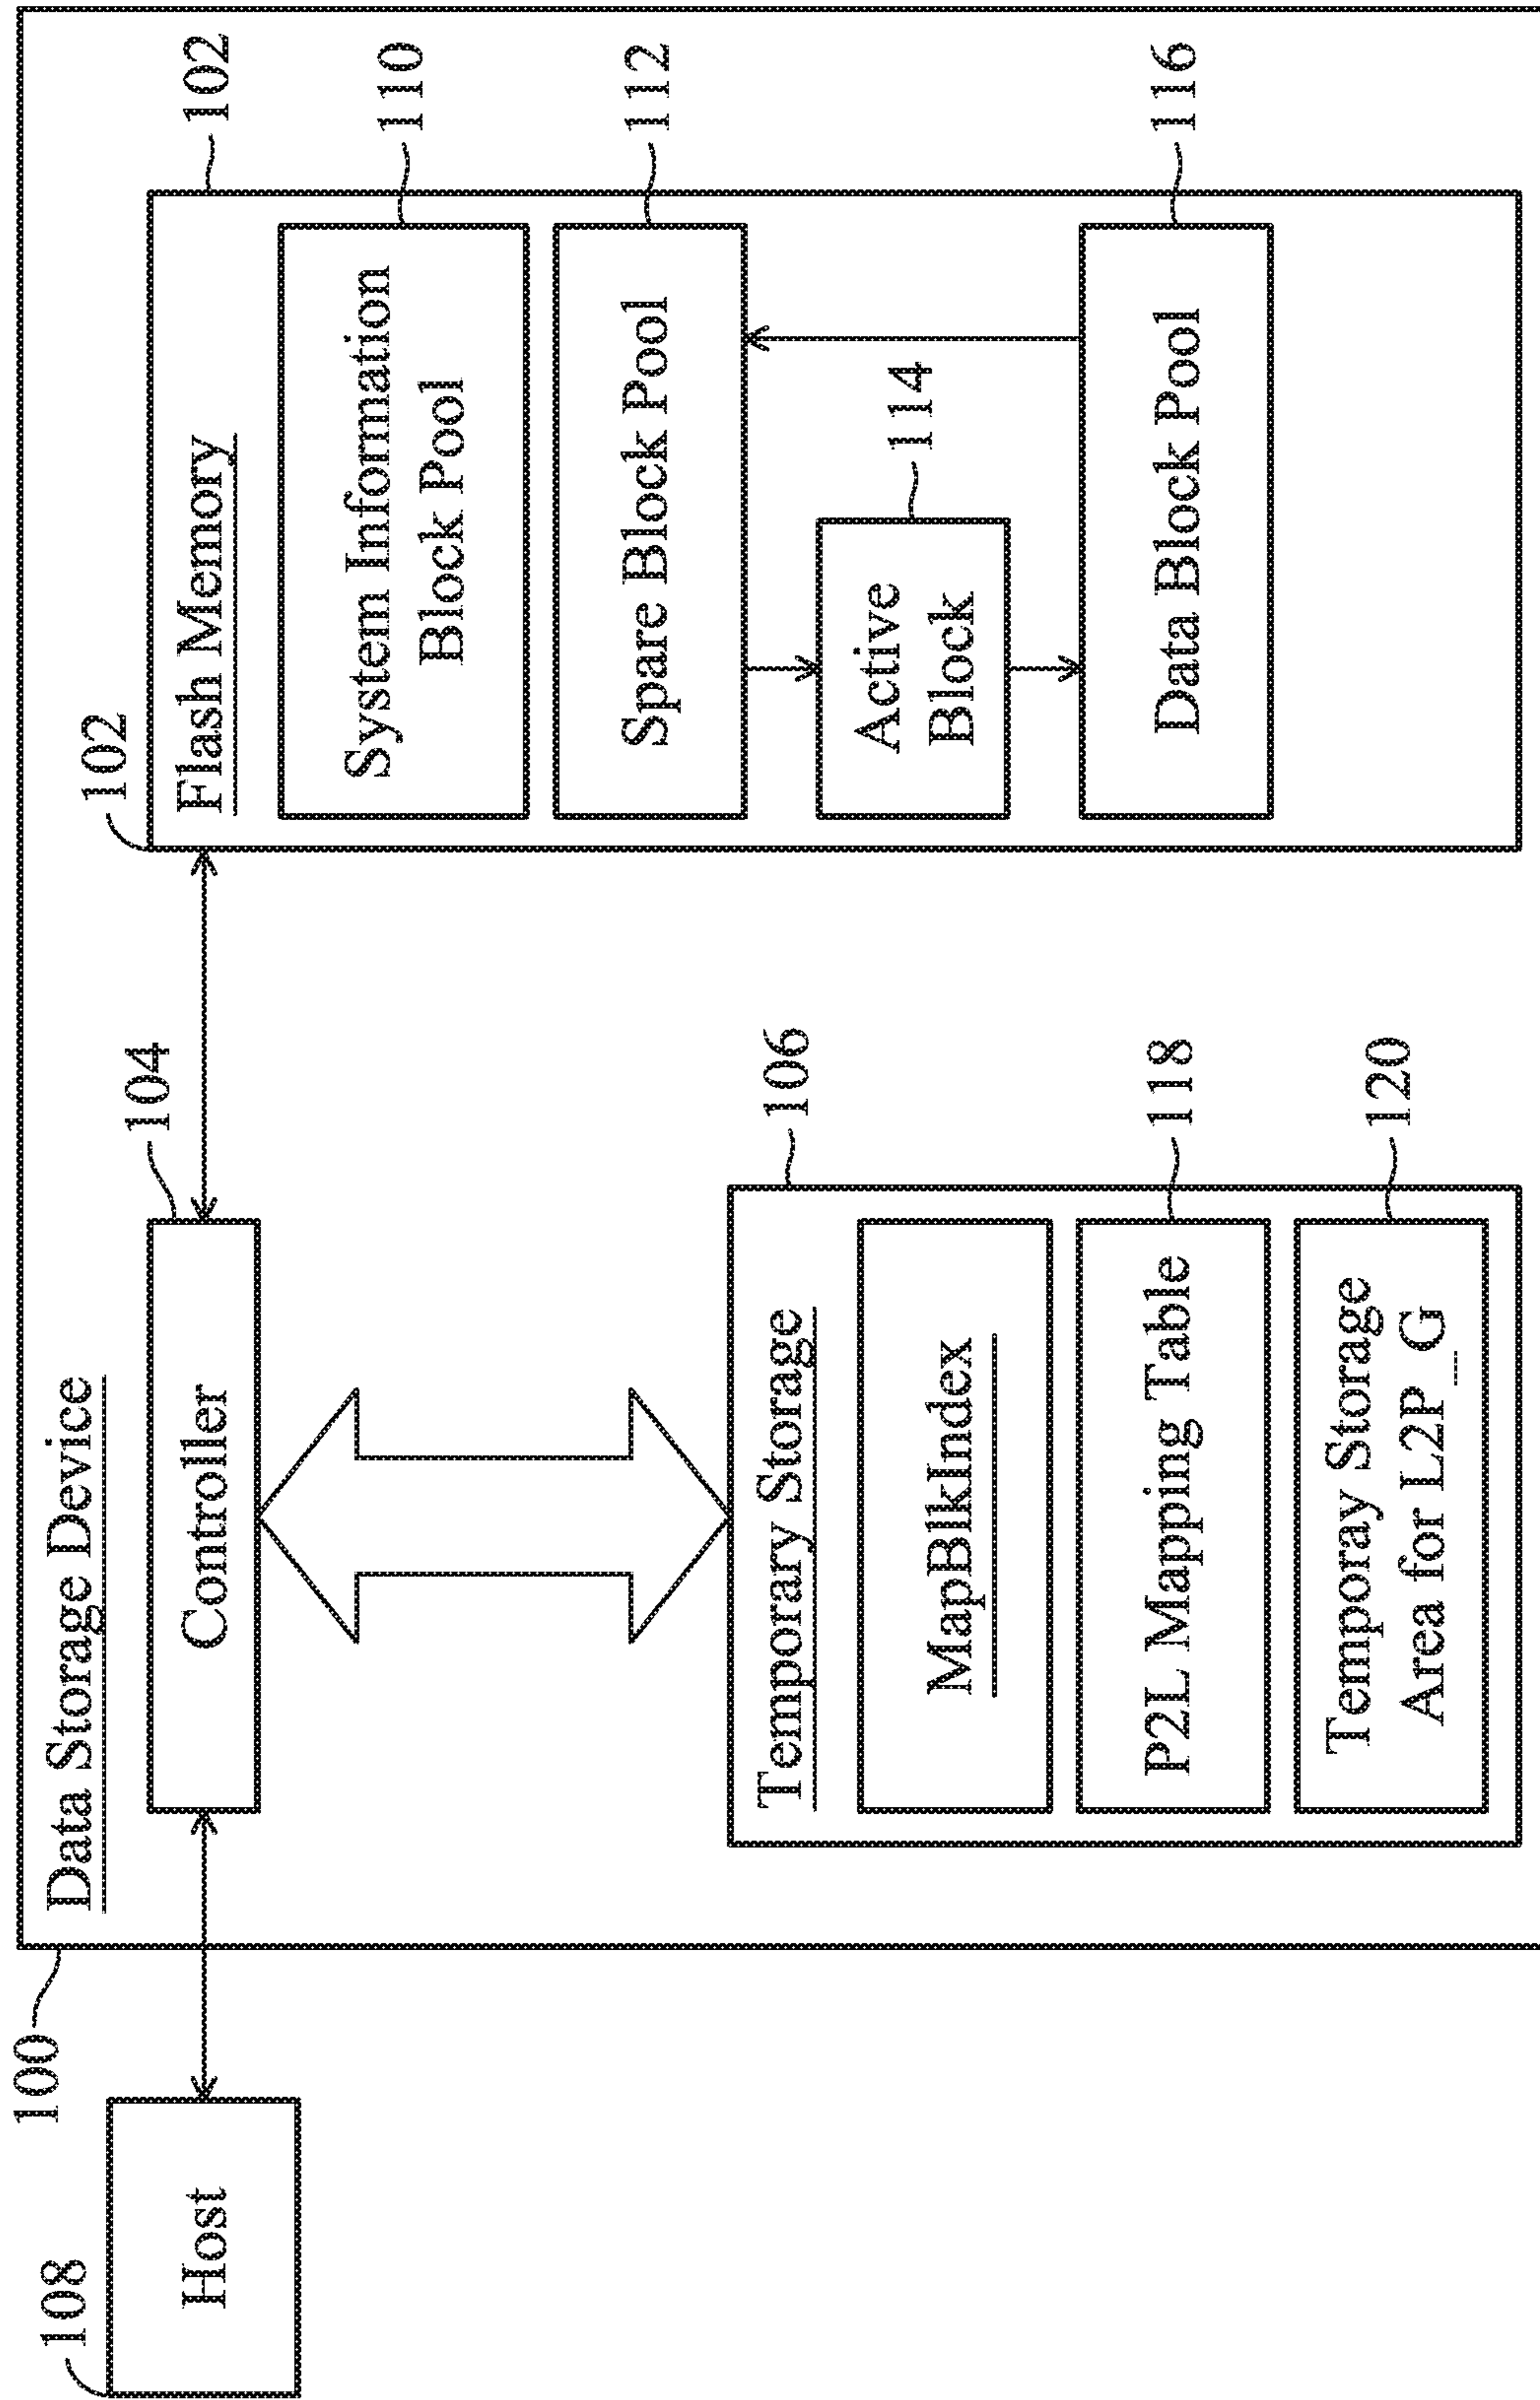 108
Host
100
Data Storage Device
104
Controller
106
Temporary Storage
MapBlkIndex
P2L Mapping Table
118
Temporay Storage
Area for L2P_G
120
102
102
Flash Memory
System Information
Block Pool
110
Spare Block Pool
112
Active
Block
114
Data Block Pool
116